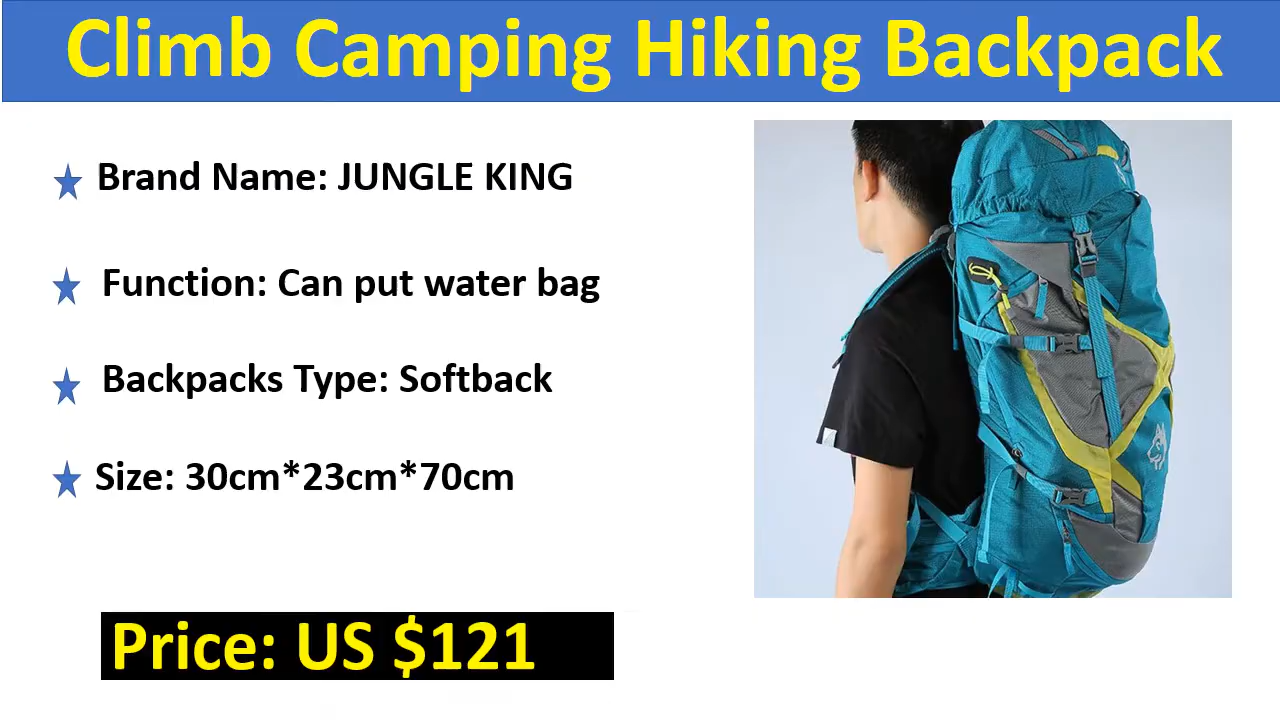 Climb Camping Hiking Backpack
Brand Name: JUNGLE KING
Function: Can put water bag
Backpacks Type: Softback
Size: 30cm*23cm*70cm
Price: US $121